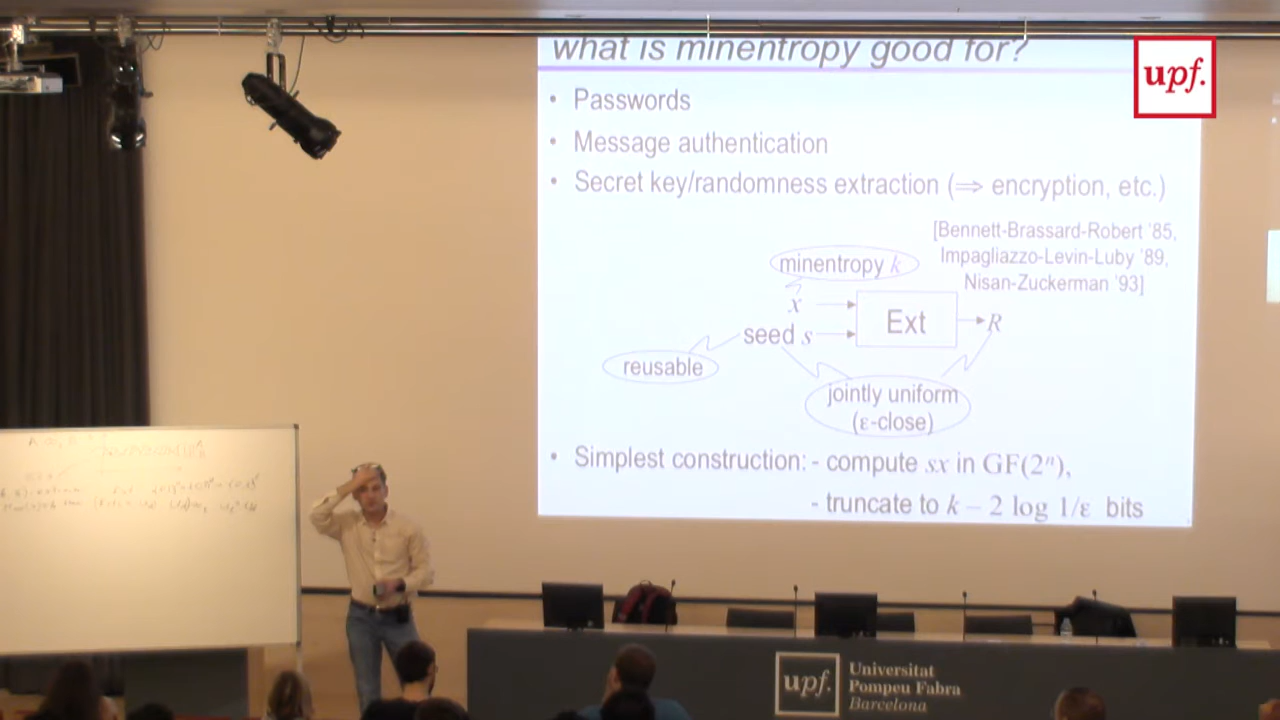 what is minentropy good for?
upf.
• Passwords
• Message authentication
• Secret key/randomness extraction (⇒ encryption, etc.)
[Bennett-Brassard-Robert '85,
Impagliazzo-Levin-Luby '89,
Nisan-Zuckerman '93]
minentropy k
x
seed s
Ext
R
reusable
jointly uniform
(ε-close)
• Simplest construction: - compute sx in GF(2ⁿ),
- truncate to k – 2 log 1/ε bits
upf.
Universitat
Pompeu Fabra
Barcelona